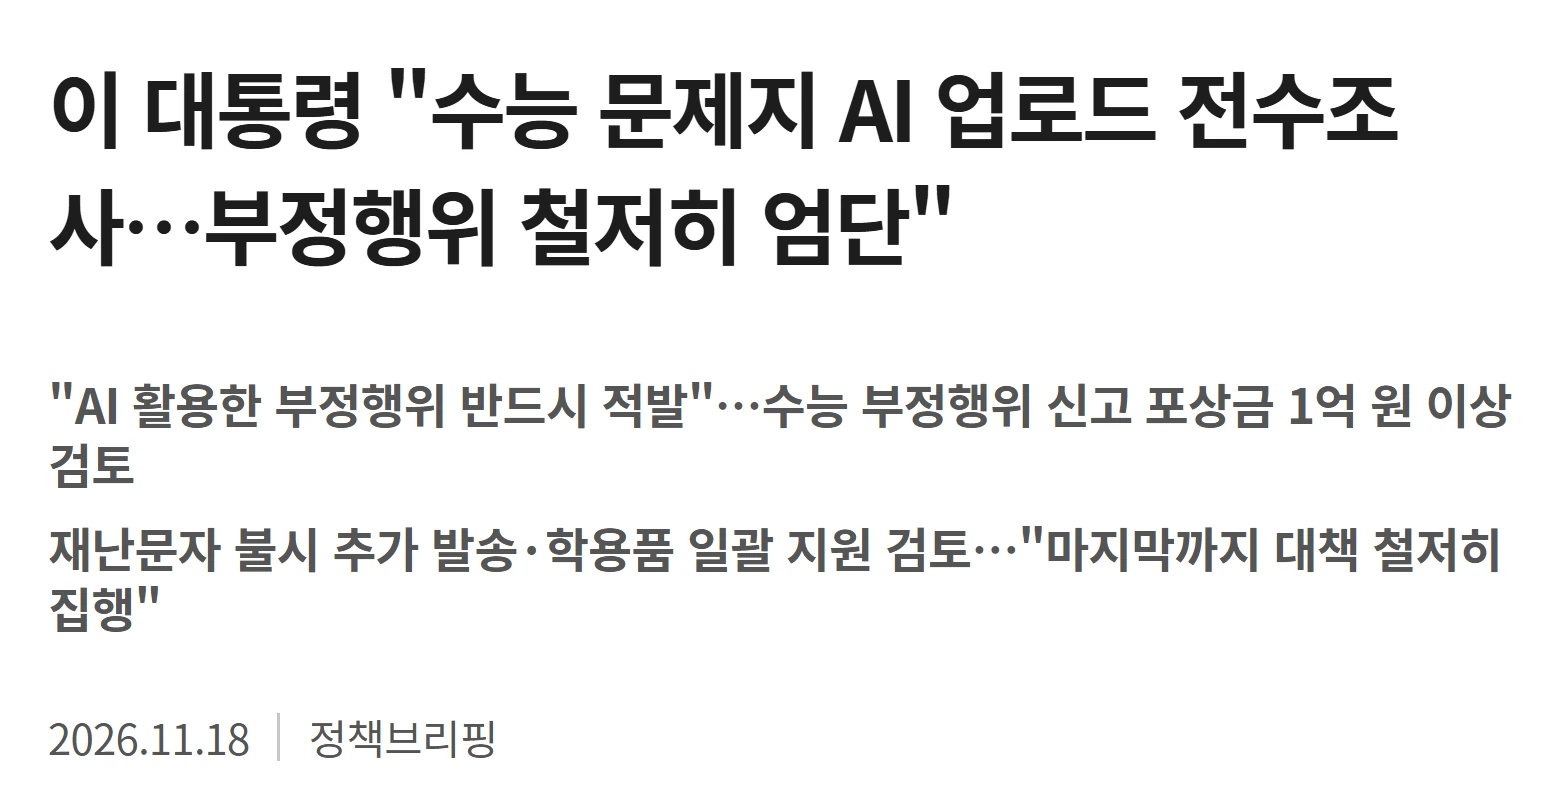 이 대통령 "수능 문제지 AI 업로드 전수조
사…부정행위 철저히 엄단"
"AI 활용한 부정행위 반드시 적발"…수능 부정행위 신고 포상금 1억 원 이상
검토
재난문자 불시 추가 발송·학용품 일괄 지원 검토…"마지막까지 대책 철저히
집행"
2026.11.18 정책브리핑